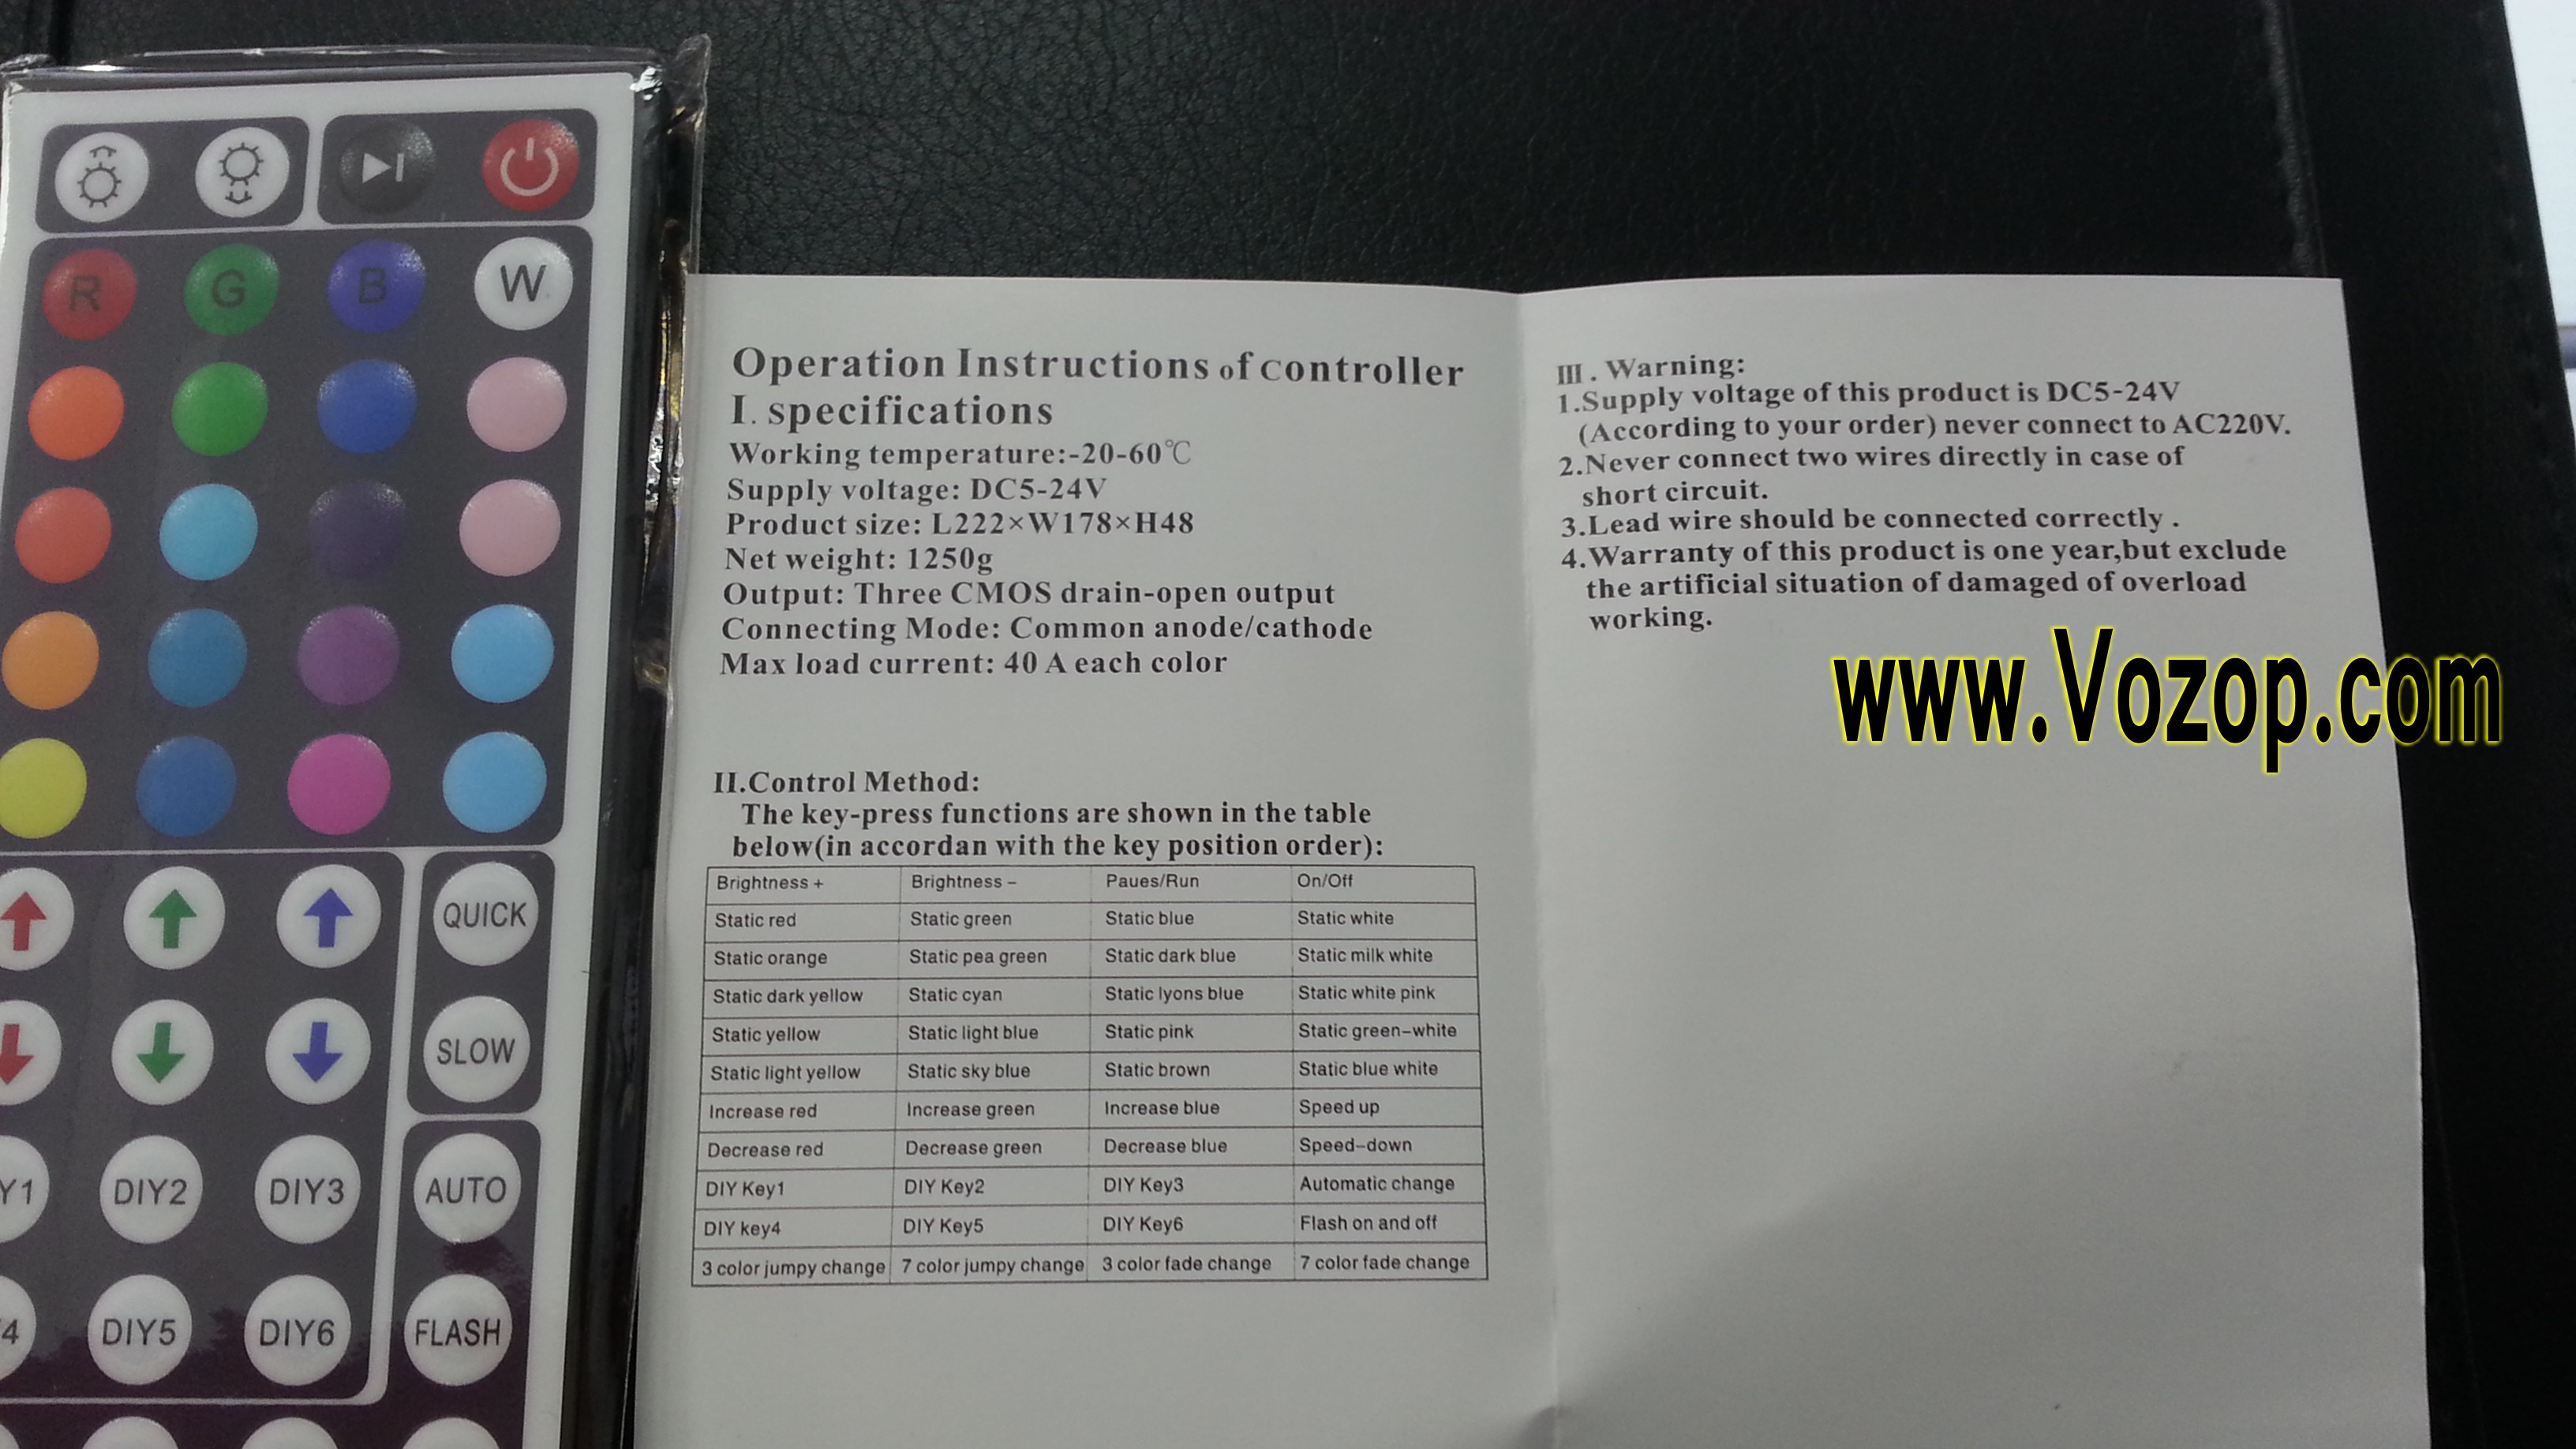 R G B W
QUICK
SLOW
Y1 DIY2 DIY3 AUTO
4 DIY5 DIY6 FLASH
Operation Instructions of controller
I. specifications
Working temperature:-20-60℃
Supply voltage: DC5-24V
Product size: L222×W178×H48
Net weight: 1250g
Output: Three CMOS drain-open output
Connecting Mode: Common anode/cathode
Max load current: 40 A each color
II.Control Method:
The key-press functions are shown in the table
below(in accordan with the key position order):
Brightness + Brightness – Paues/Run On/Off
Static red Static green Static blue Static white
Static orange Static pea green Static dark blue Static milk white
Static dark yellow Static cyan Static lyons blue Static white pink
Static yellow Static light blue Static pink Static green–white
Static light yellow Static sky blue Static brown Static blue white
Increase red Increase green Increase blue Speed up
Decrease red Decrease green Decrease blue Speed–down
DIY Key1 DIY Key2 DIY Key3 Automatic change
DIY key4 DIY Key5 DIY Key6 Flash on and off
3 color jumpy change 7 color jumpy change 3 color fade change 7 color fade change
III . Warning:
1.Supply voltage of this product is DC5-24V
(According to your order) never connect to AC220V.
2.Never connect two wires directly in case of
short circuit.
3.Lead wire should be connected correctly .
4.Warranty of this product is one year,but exclude
the artificial situation of damaged of overload
working.
www.Vozop.com